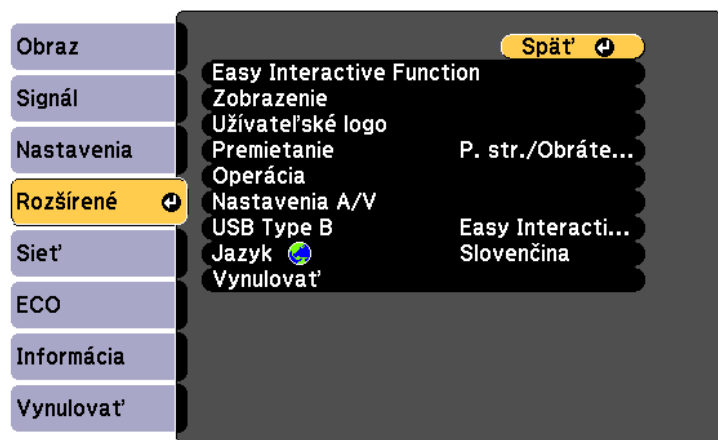 Obraz
Signál
Nastavenia
Rozšírené
Sieť
ECO
Informácia
Vynulovať
Späť
Easy Interactive Function
Zobrazenie
Užívateľské logo
Premietanie P. str./Obráte...
Operácia
Nastavenia A/V
USB Type B Easy Interacti...
Jazyk Slovenčina
Vynulovať